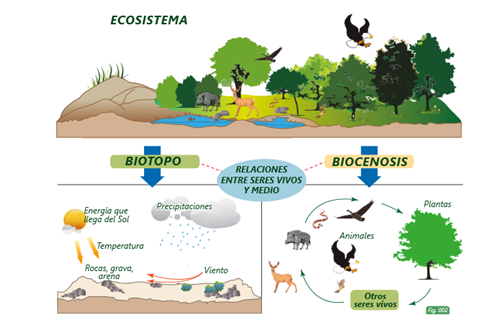 ECOSISTEMA
BIOTOPO
RELACIONES
ENTRE SERES VIVOS
Y MEDIO
BIOCENOSIS
Energía que
llega del Sol
Precipitaciones
Temperatura
Rocas, grava,
arena
Viento
Plantas
Animales
Otros
seres vivos
Fig. 002